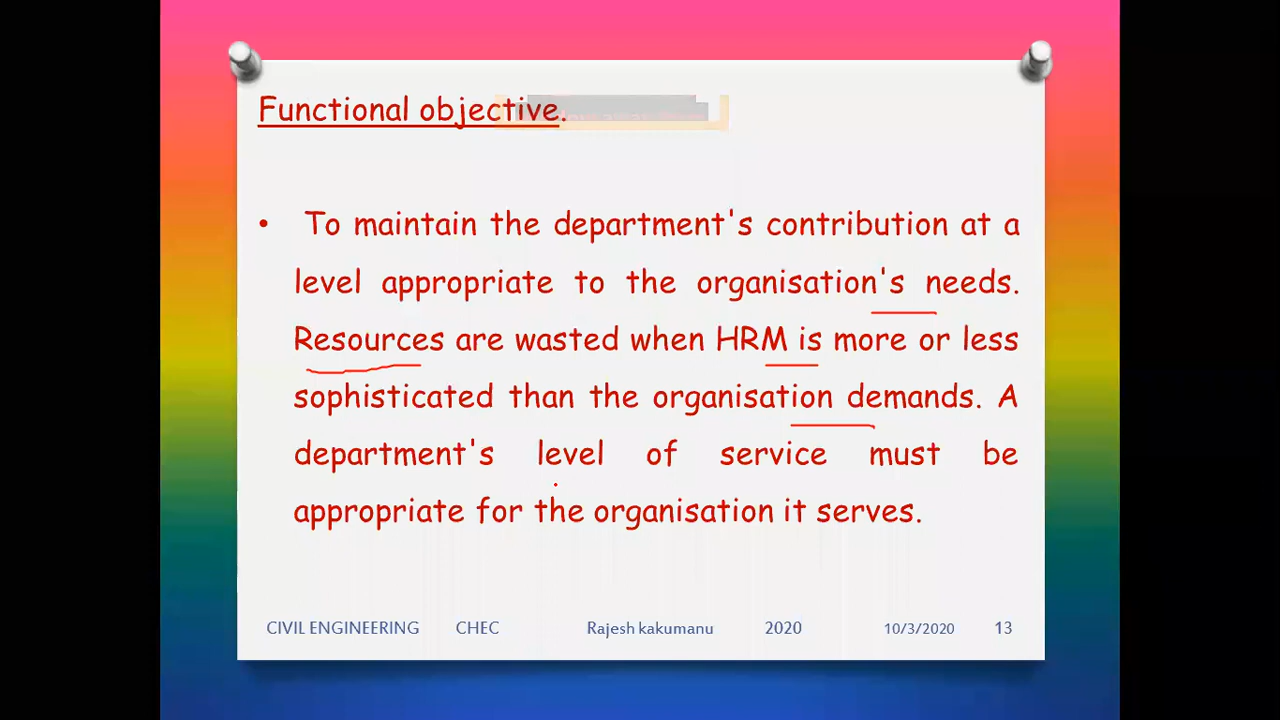 Functional objective.
• To maintain the department's contribution at a
level appropriate to the organisation's needs.
Resources are wasted when HRM is more or less
sophisticated than the organisation demands. A
department's level of service must be
appropriate for the organisation it serves.
CIVIL ENGINEERING CHEC Rajesh kakumanu 2020 10/3/2020 13